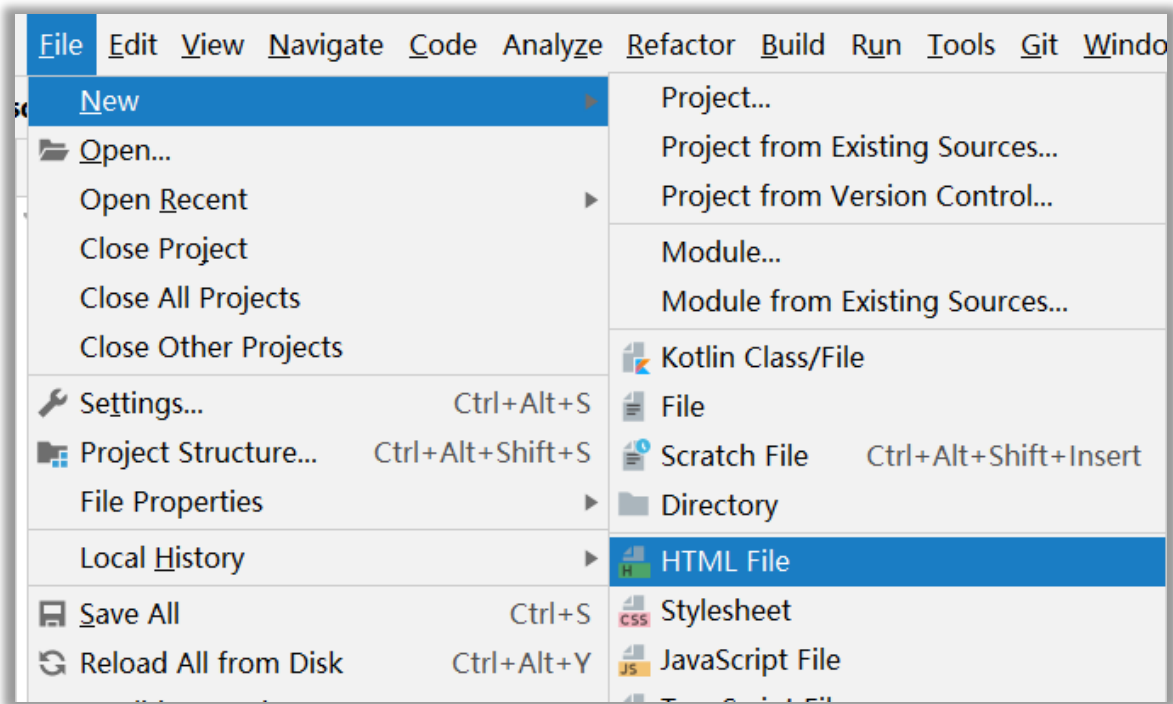 File Edit View Navigate Code Analyze Refactor Build Run Tools Git Windo
New
Open...
Open Recent
Close Project
Close All Projects
Close Other Projects
Settings... Ctrl+Alt+S
Project Structure... Ctrl+Alt+Shift+S
File Properties
Local History
Save All Ctrl+S
Reload All from Disk Ctrl+Alt+Y
Project...
Project from Existing Sources...
Project from Version Control...
Module...
Module from Existing Sources...
Kotlin Class/File
File
Scratch File Ctrl+Alt+Shift+Insert
Directory
H HTML File
CSS Stylesheet
JS JavaScript File